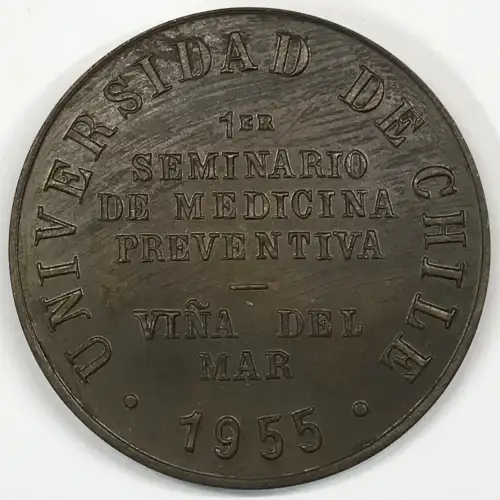 UNIVERSIDAD DE CHILE
1ER
SEMINARIO
DE MEDICINA
PREVENTIVA
—
VIÑA DEL
MAR
· 1955 ·